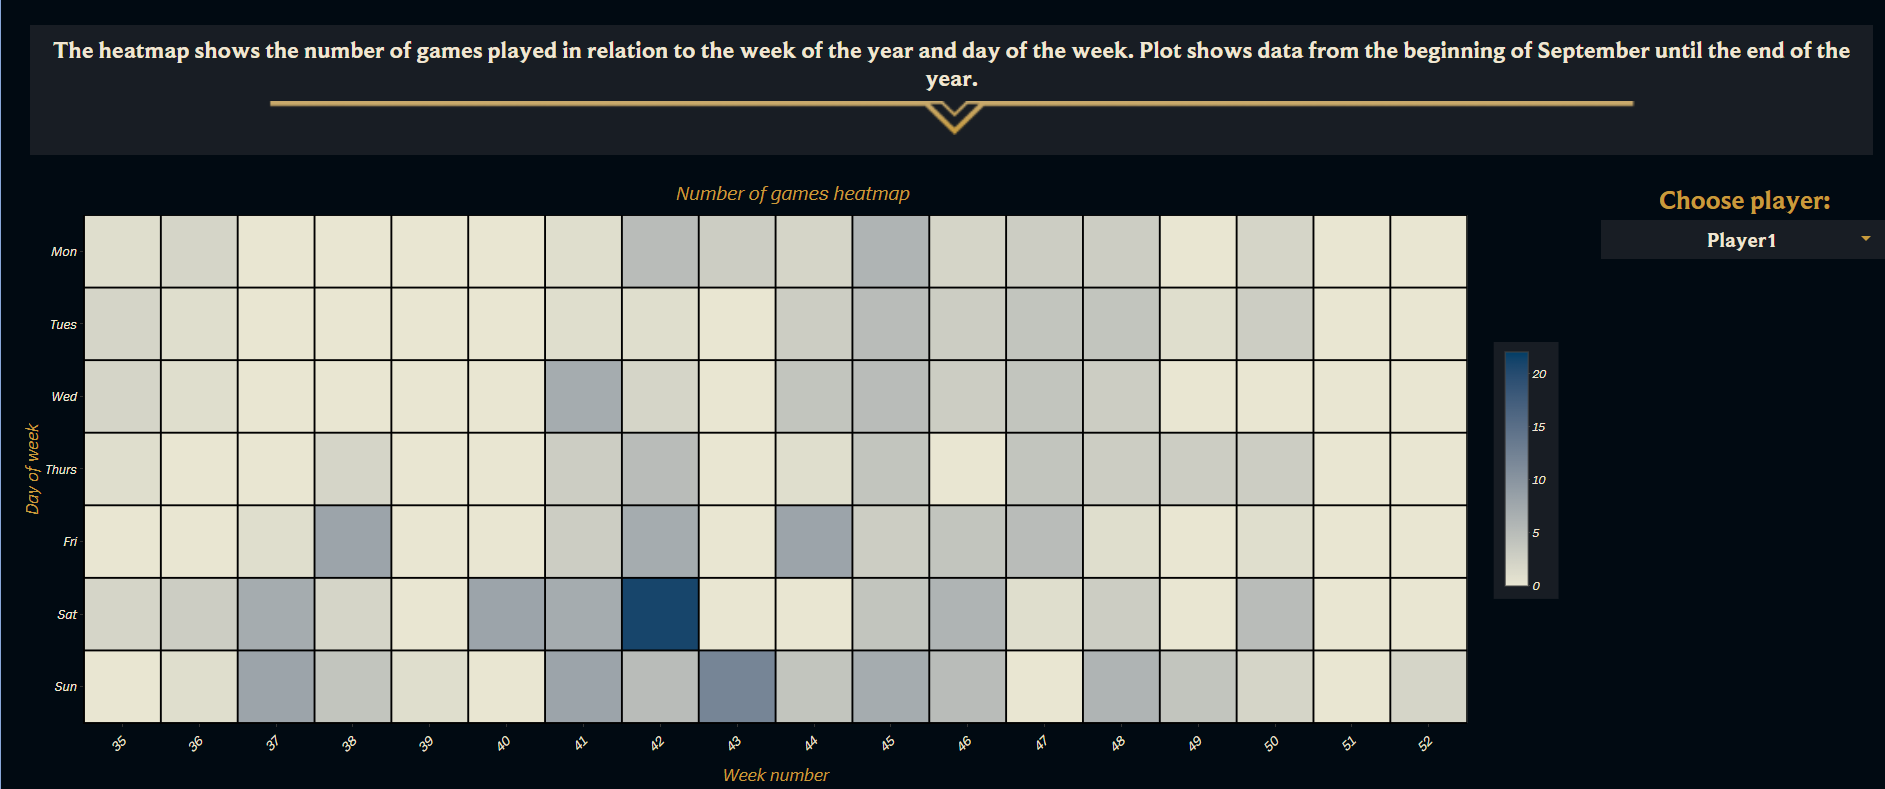 The heatmap shows the number of games played in relation to the week of the year and day of the week. Plot shows data from the beginning of September until the end of the
year.
Number of games heatmap
Choose player:
Player1
Day of week
Mon
Tues
Wed
Thurs
Fri
Sat
Sun
35 36 37 38 39 40 41 42 43 44 45 46 47 48 49 50 51 52
Week number
20
15
10
5
0